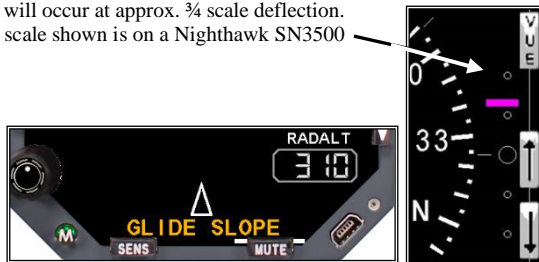 will occur at approx. ¾ scale deflection.
scale shown is on a Nighthawk SN3500
VUE
0
33
N
RADALT
310
GLIDE SLOPE
M
SENS
MUTE